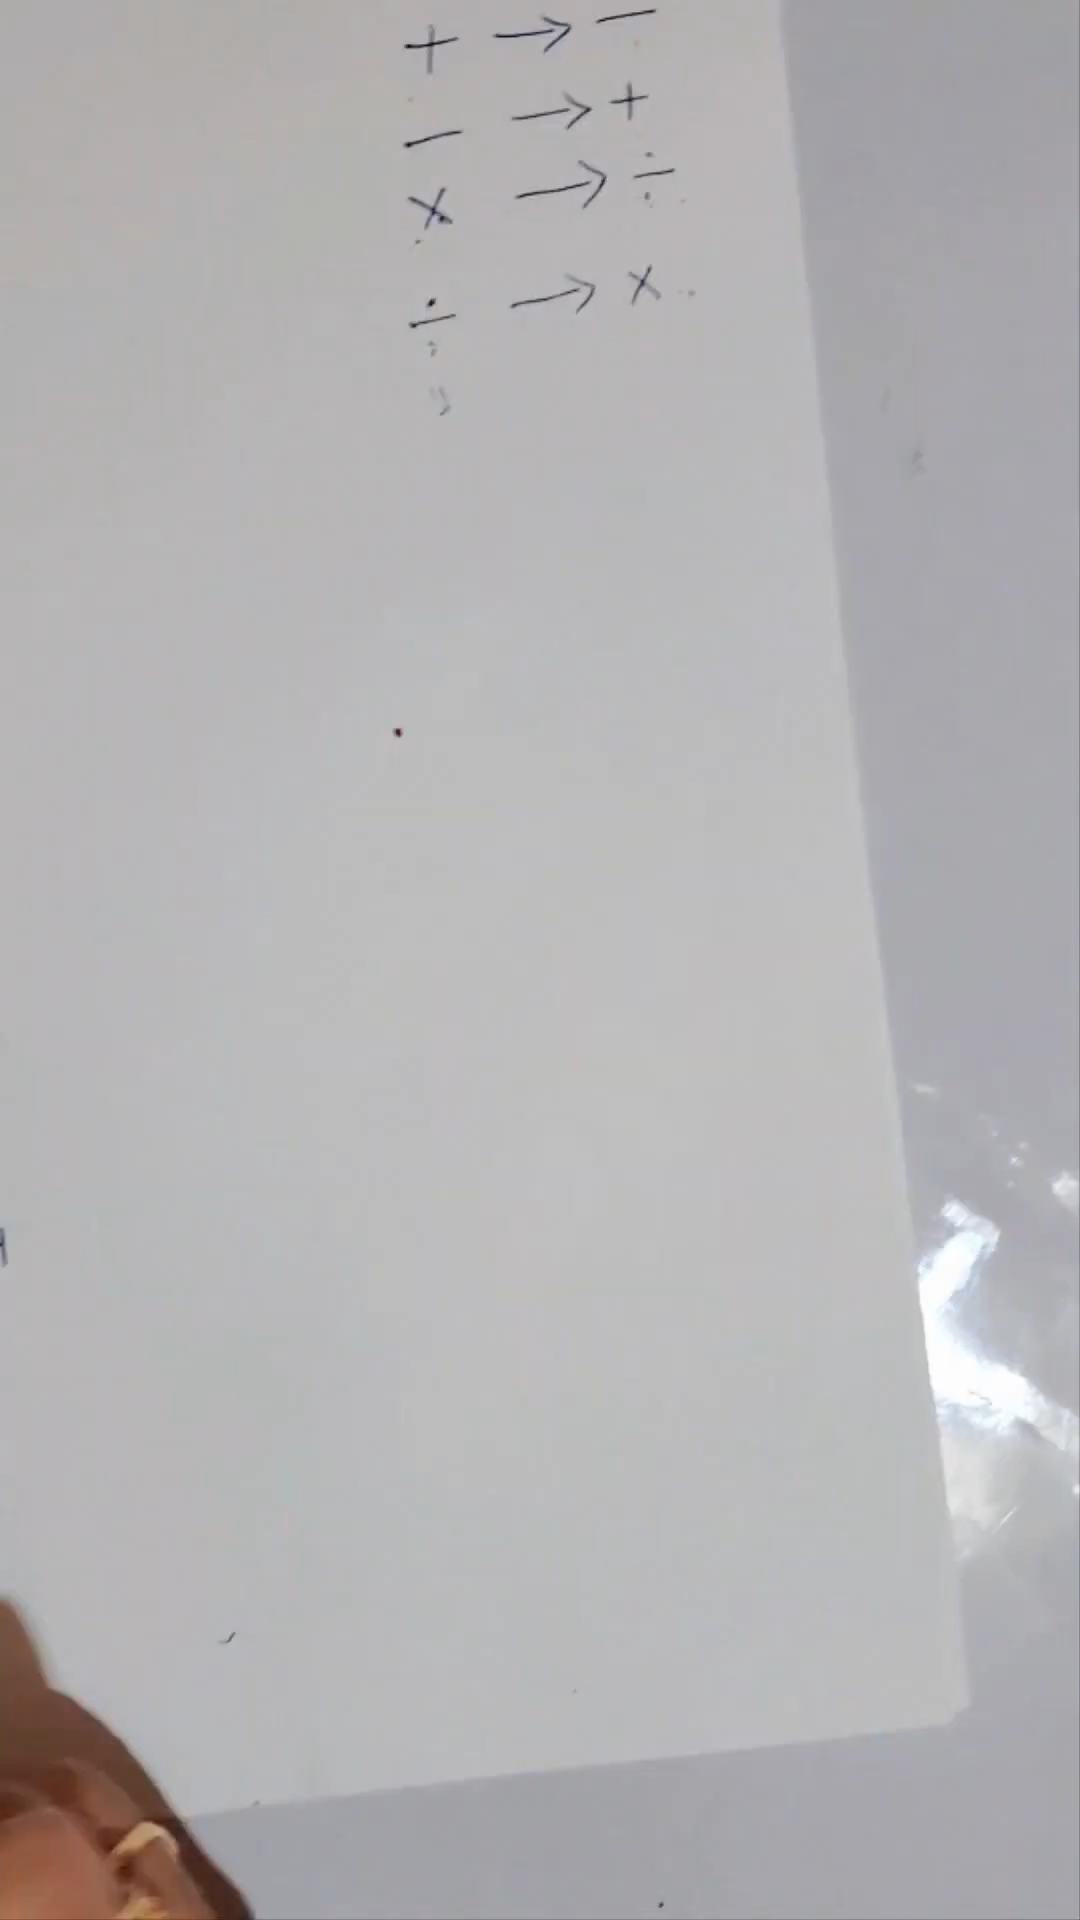 + → −
− → +
× → ÷
÷ → ×